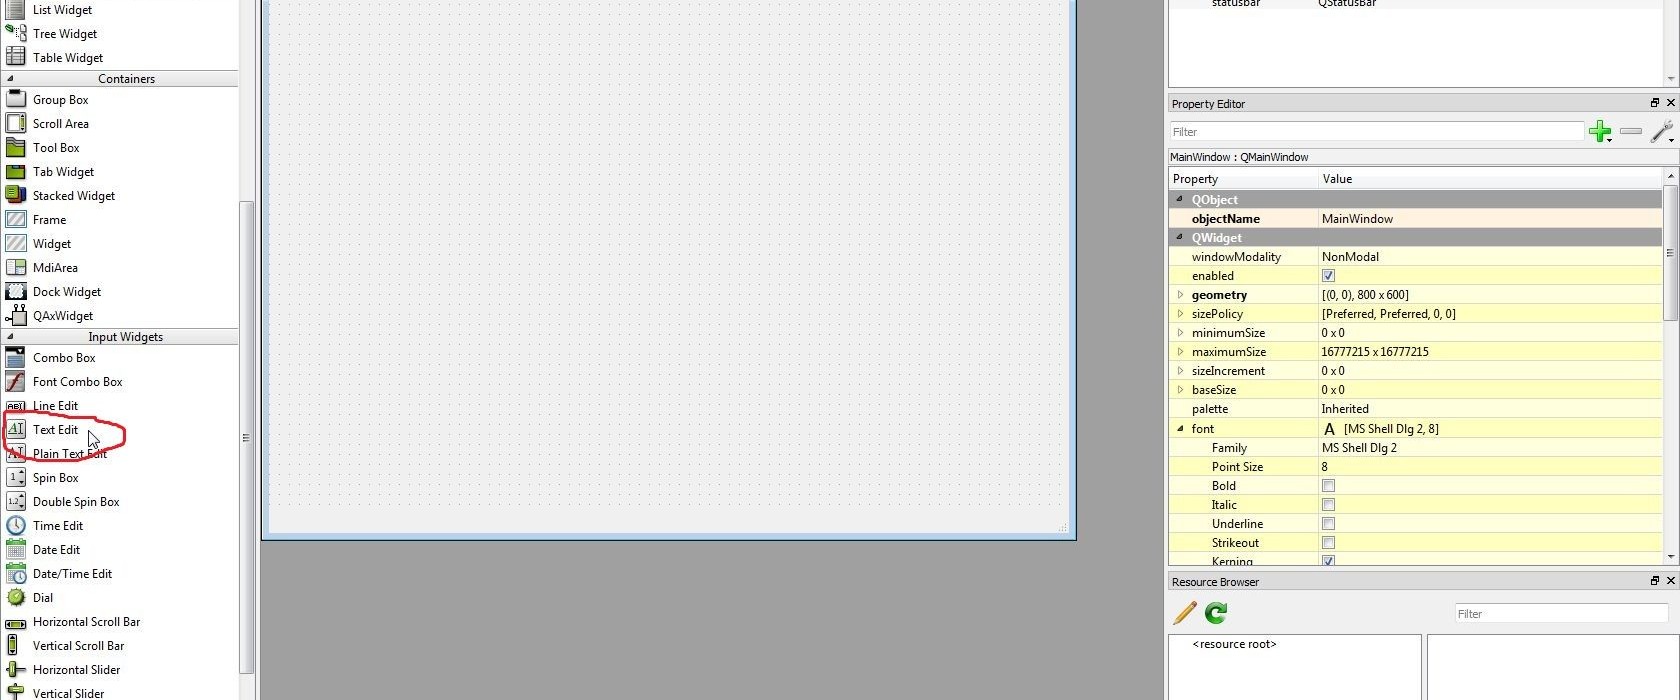 List Widget
Tree Widget
Table Widget
Containers
Group Box
Scroll Area
Tool Box
Tab Widget
Stacked Widget
Frame
Widget
MdiArea
Dock Widget
QAxWidget
Input Widgets
Combo Box
Font Combo Box
Line Edit
Text Edit
Plain Text Edit
Spin Box
Double Spin Box
Time Edit
Date Edit
Date/Time Edit
Dial
Horizontal Scroll Bar
Vertical Scroll Bar
Horizontal Slider
Vertical Slider
statusbar QStatusBar
Property Editor
Filter
MainWindow : QMainWindow
Property Value
QObject
objectName MainWindow
QWidget
windowModality NonModal
enabled
geometry [(0, 0), 800 x 600]
sizePolicy [Preferred, Preferred, 0, 0]
minimumSize 0 x 0
maximumSize 16777215 x 16777215
sizeIncrement 0 x 0
baseSize 0 x 0
palette Inherited
font A [MS Shell Dlg 2, 8]
Family MS Shell Dlg 2
Point Size 8
Bold
Italic
Underline
Strikeout
Kerning
Resource Browser
Filter
<resource root>